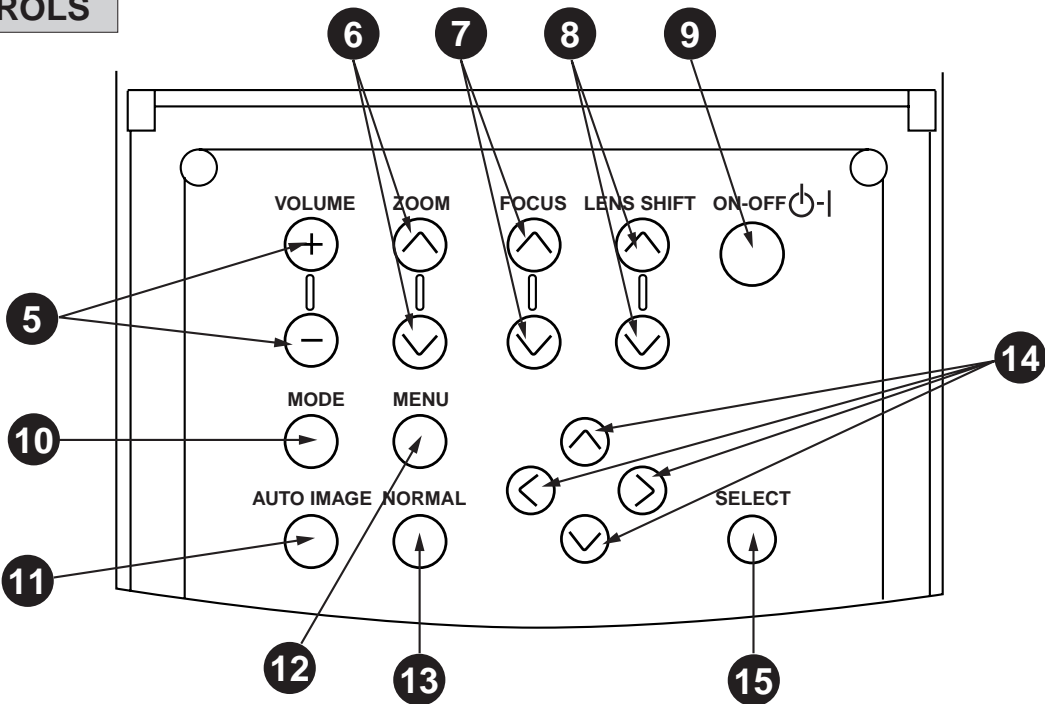 ROLS
6 7 8 9
VOLUME ZOOM FOCUS LENS SHIFT ON-OFF
5
14
MODE MENU
10
AUTO IMAGE NORMAL SELECT
11
12 13 15